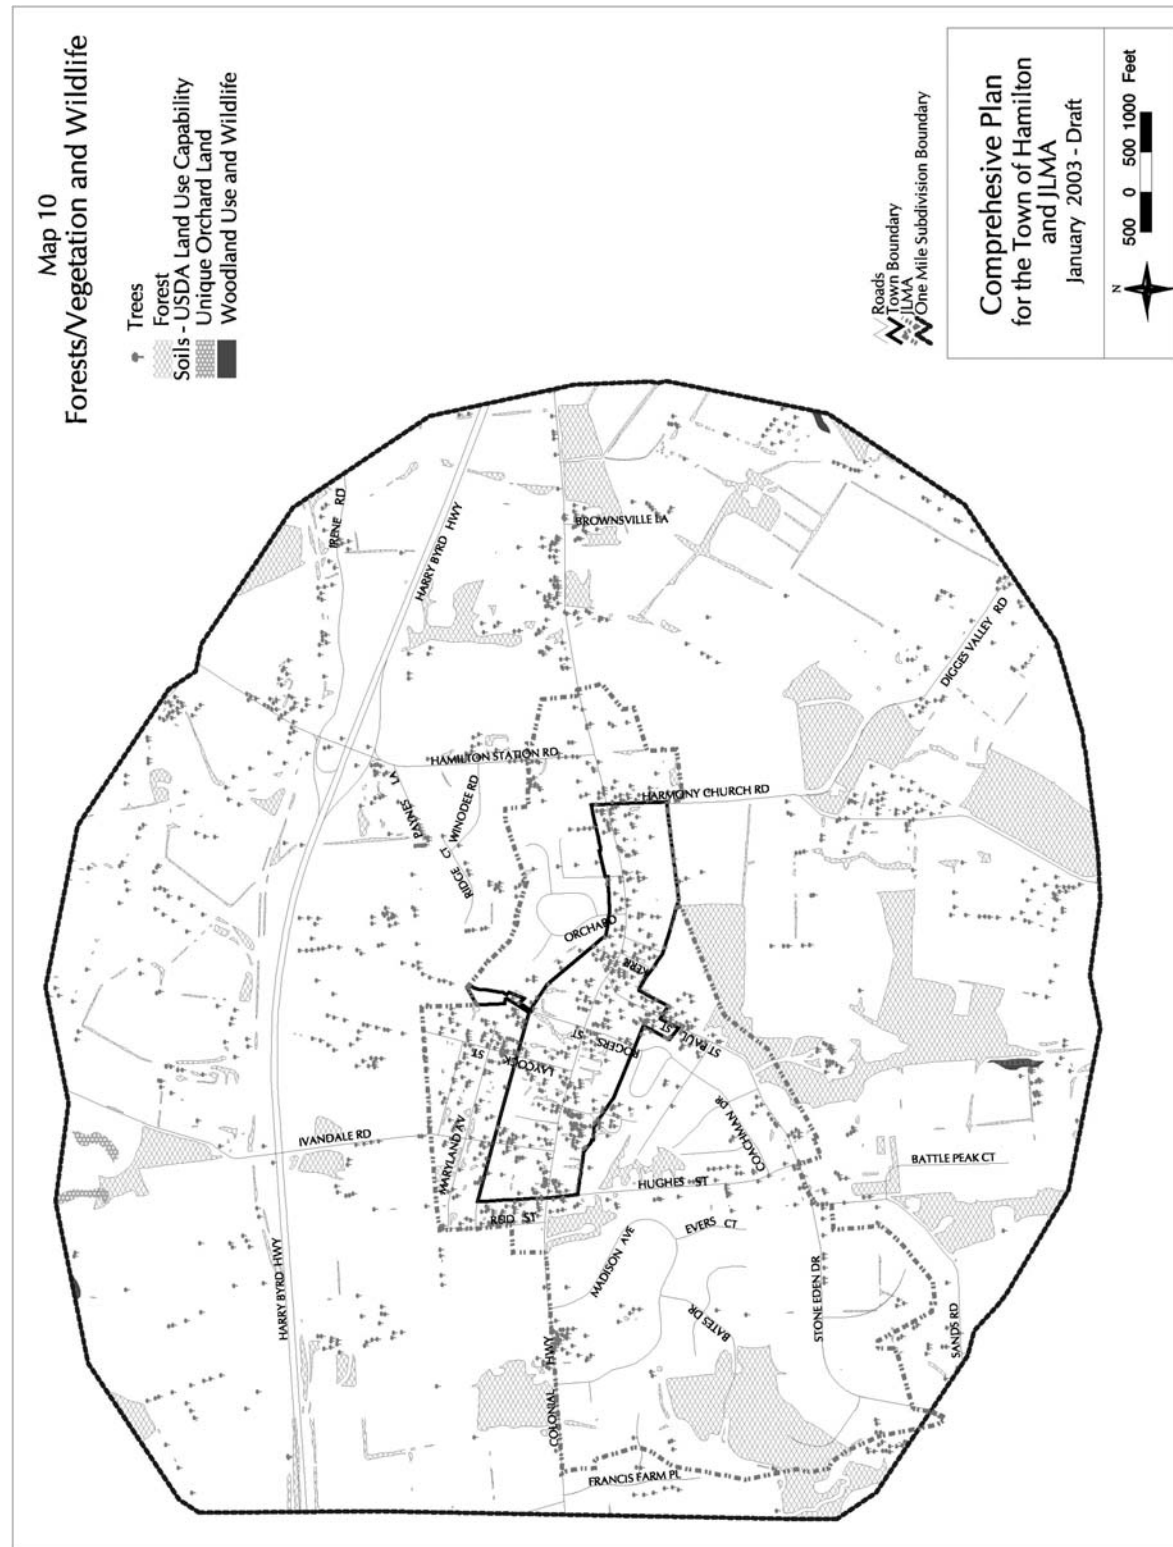 Map 10
Forests/Vegetation and Wildlife
Trees
Forest
Soils - USDA Land Use Capability
Unique Orchard Land
Woodland Use and Wildlife
IRENE RD
HARRY BYRD HWY
BROWNSVILLE LA
DIGGES VALLEY RD
HAMILTON STATION RD
PAYNES LA
WINODEE RD
RIDGE CT
HARMONY CHURCH RD
ORCHARD
KERR
ROGERS ST
ST PAUL ST
LAYCOCK ST
MARYLAND AV
IVANDALE RD
COACHMAN DR
BATTLE PEAK CT
HUGHES ST
REID ST
EVERS CT
MADISON AVE
HARRY BYRD HWY
BATES DR
STONE EDEN DR
SANDS RD
COLONIAL HWY
FRANCIS FARM PL
Roads
Town Boundary
JLMA
One Mile Subdivision Boundary
Comprehesive Plan
for the Town of Hamilton
and JLMA
January 2003 - Draft
N
500 0 500 1000 Feet